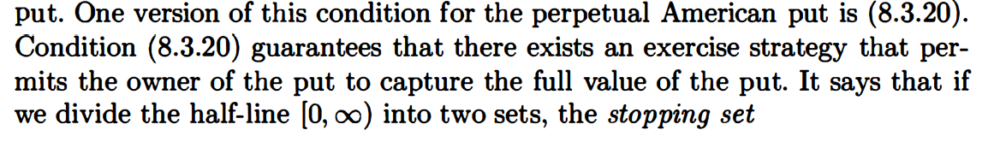 put. One version of this condition for the perpetual American put is (8.3.20).
Condition (8.3.20) guarantees that there exists an exercise strategy that per-
mits the owner of the put to capture the full value of the put. It says that if
we divide the half-line [0, ∞) into two sets, the stopping set